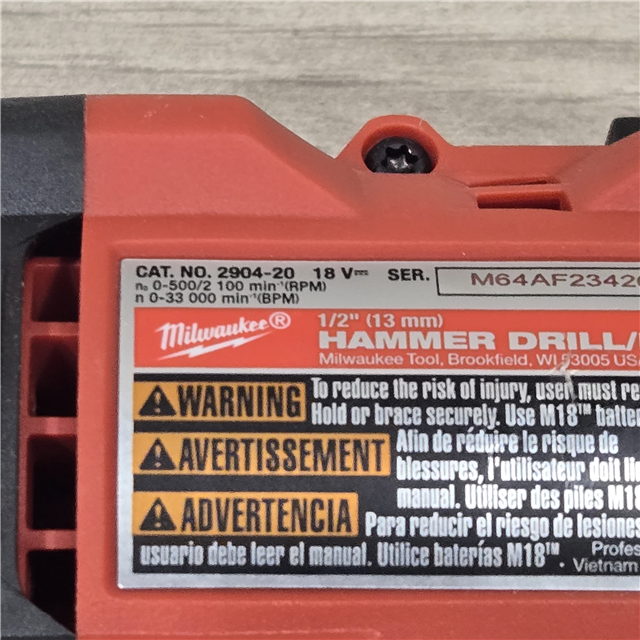 CAT. NO. 2904-20 18 V⎓ SER. M64AF2342
n₀ 0-500/2 100 min⁻¹(RPM)
n 0-33 000 min⁻¹(BPM)
Milwaukee®
1/2" (13 mm)
HAMMER DRILL/
Milwaukee Tool, Brookfield, WI 53005 USA
⚠WARNING To reduce the risk of injury, user must re
Hold or brace securely. Use M18™ batte
⚠AVERTISSEMENT Afin de réduire le risque de
blessures, l'utilisateur doit li
manual. Utiliser des piles M1
⚠ADVERTENCIA Para reducir el riesgo de lesiones
usuario debe leer el manual. Utilice baterías M18™.
Profes
Vietnam